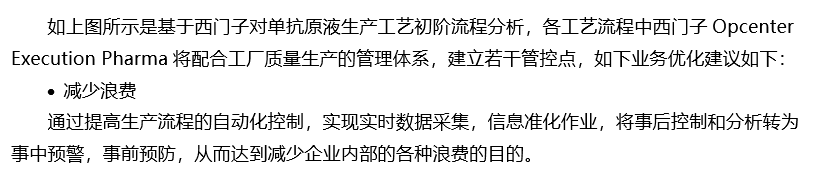 如上图所示是基于西门子对单抗原液生产工艺初阶流程分析，各工艺流程中西门子 Opcenter
Execution Pharma 将配合工厂质量生产的管理体系，建立若干管控点，如下业务优化建议如下：
• 减少浪费
通过提高生产流程的自动化控制，实现实时数据采集，信息准化作业，将事后控制和分析转为
事中预警，事前预防，从而达到减少企业内部的各种浪费的目的。